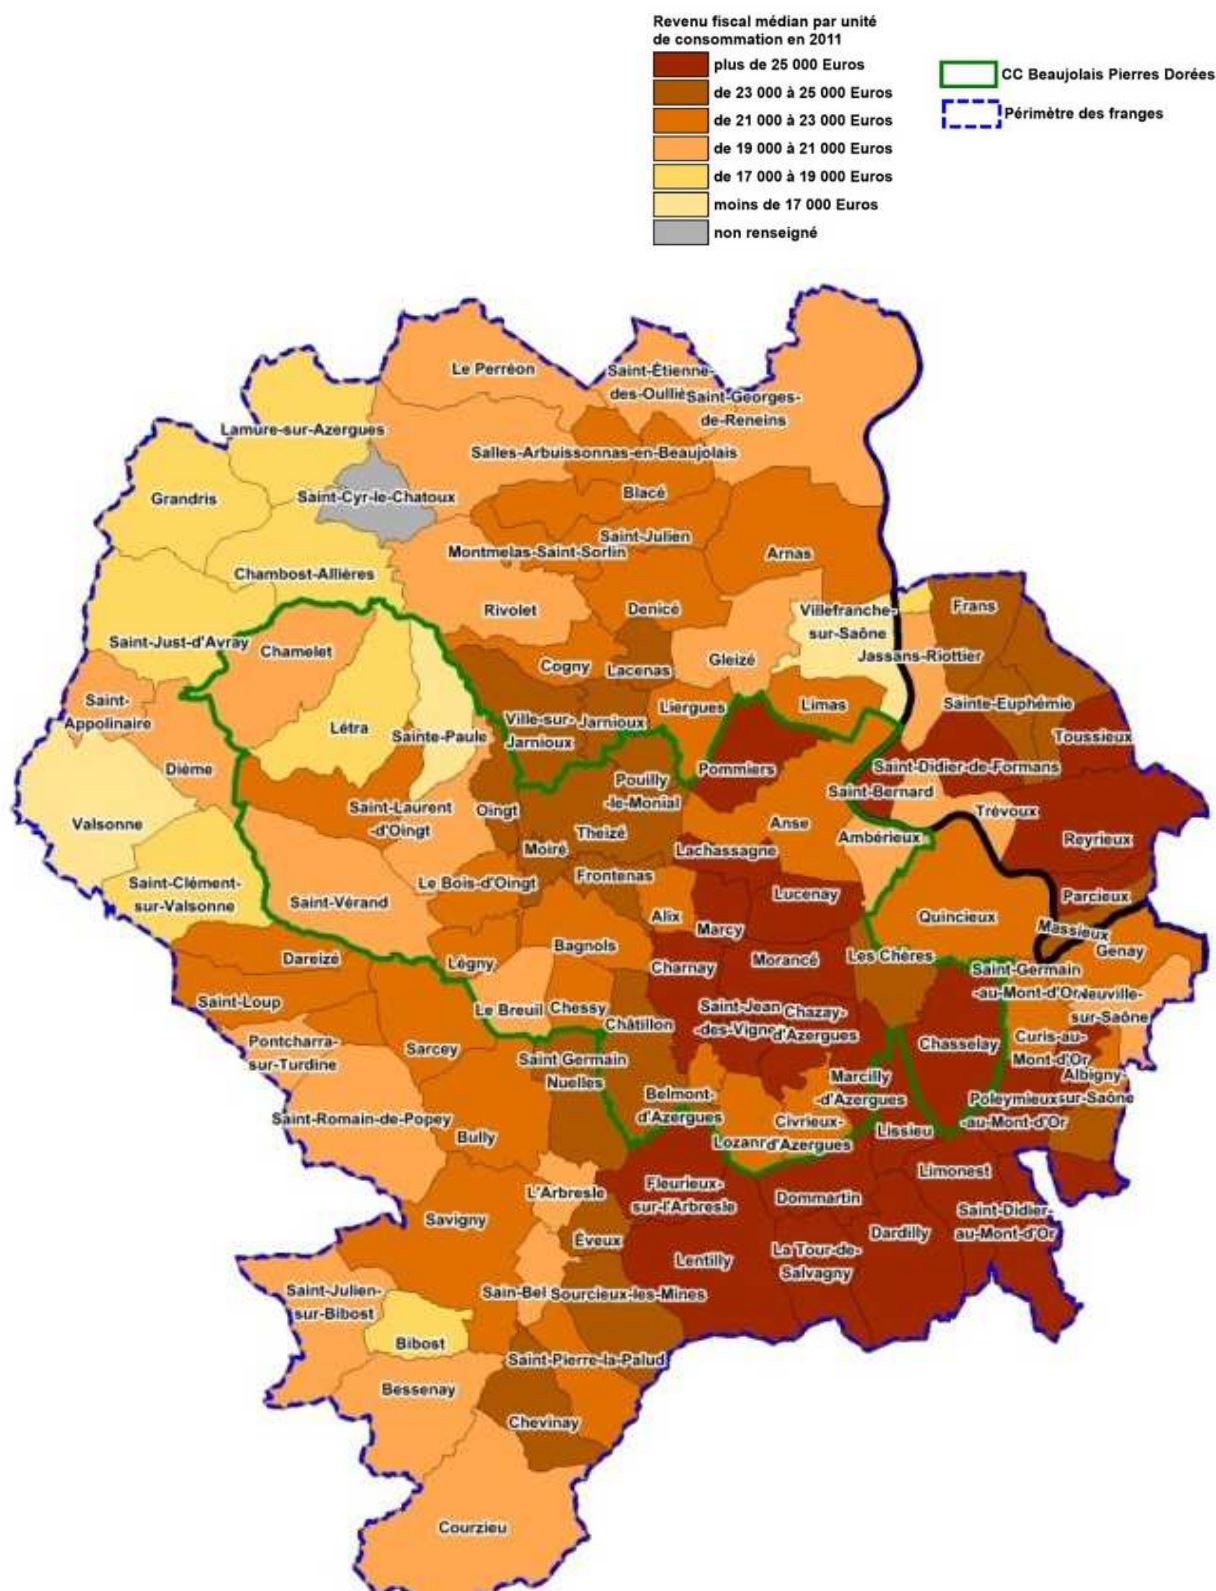 Revenu fiscal médian par unité
de consommation en 2011
plus de 25 000 Euros
de 23 000 à 25 000 Euros
de 21 000 à 23 000 Euros
de 19 000 à 21 000 Euros
de 17 000 à 19 000 Euros
moins de 17 000 Euros
non renseigné
CC Beaujolais Pierres Dorées
Périmètre des franges
Le Perréon
Saint-Étienne-
des-Oulliè
Saint-Georges-
de-Reneins
Lamure-sur-Azergues
Salles-Arbuissonnas-en-Beaujolais
Grandris
Saint-Cyr-le-Chatoux
Blacé
Saint-Julien
Montmelas-Saint-Sorlin
Arnas
Chambost-Allières
Rivolet
Denicé
Villefranche-
sur-Saône
Frans
Saint-Just-d'Avray
Chamelet
Cogny
Lacenas
Gleizé
Jassans-Riottier
Saint-
Appolinaire
Létra
Sainte-Paule
Ville-sur-
Jarnioux
Jarnioux
Liergues
Limas
Sainte-Euphémie
Toussieux
Dième
Pouilly
-le-Monial
Pommiers
Saint-Didier-de-Formans
Saint-Bernard
Valsonne
Saint-Laurent
-d'Oingt
Oingt
Theizé
Anse
Ambérieux
Trévoux
Reyrieux
Moiré
Lachassagne
Saint-Clément-
sur-Valsonne
Saint-Vérand
Le Bois-d'Oingt
Frontenas
Lucenay
Parcieux
Alix
Marcy
Quincieux
Massieux
Dareizé
Légny
Bagnols
Charnay
Morancé
Les Chères
Genay
Saint-Germain
-au-Mont-d'Or
Neuville-
sur-Saône
Saint-Loup
Le Breuil
Chessy
Châtillon
Saint-Jean
-des-Vigne
Chazay-
d'Azergues
Pontcharra-
sur-Turdine
Sarcey
Saint Germain
Nuelles
Chasselay
Curis-au-
Mont-d'Or
Albigny-
sur-Saône
Marcilly
-d'Azergues
Belmont-
d'Azergues
Poleymieux
-au-Mont-d'Or
Saint-Romain-de-Popey
Bully
Civrieux-
d'Azergues
Lozann
Lissieu
L'Arbresle
Fleurieux-
sur-l'Arbresle
Dommartin
Limonest
Savigny
Éveux
Lentilly
La Tour-de-
Salvagny
Dardilly
Saint-Didier-
au-Mont-d'Or
Saint-Julien-
sur-Bibost
Sain-Bel
Sourcieux-les-Mines
Bibost
Saint-Pierre-la-Palud
Bessenay
Chevinay
Courzieu